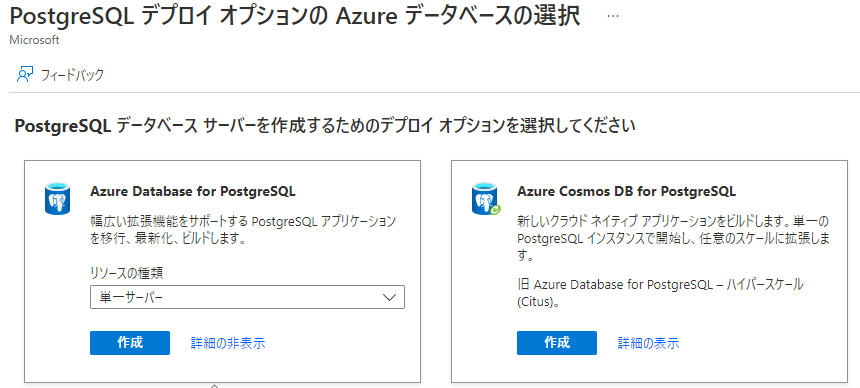 PostgreSQL デプロイ オプションの Azure データベースの選択 …
Microsoft
フィードバック
PostgreSQL データベース サーバーを作成するためのデプロイ オプションを選択してください
Azure Database for PostgreSQL
幅広い拡張機能をサポートする PostgreSQL アプリケーション
を移行、最新化、ビルドします。
リソースの種類
単一サーバー
作成 詳細の非表示
Azure Cosmos DB for PostgreSQL
新しいクラウド ネイティブ アプリケーションをビルドします。単一の
PostgreSQL インスタンスで開始し、任意のスケールに拡張しま
す。
旧 Azure Database for PostgreSQL – ハイパースケール
(Citus)。
作成 詳細の表示